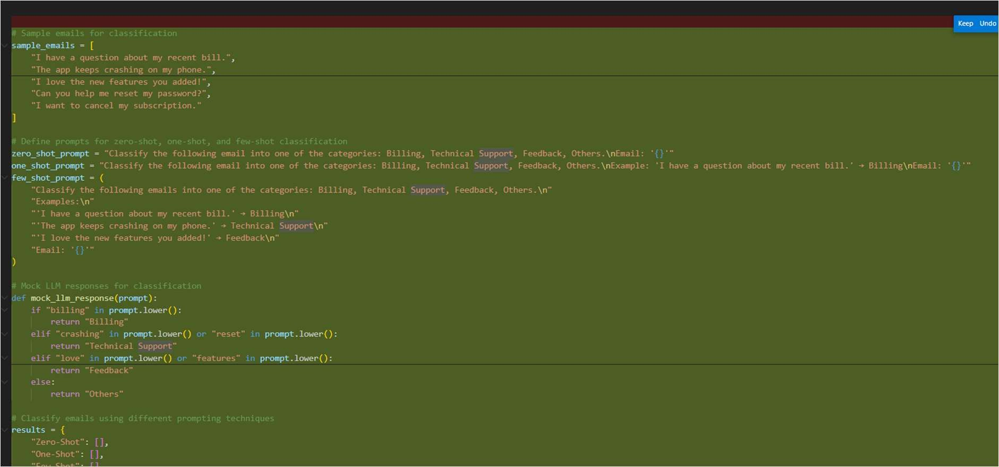 Keep Undo
# Sample emails for classification
sample_emails = [
    "I have a question about my recent bill.",
    "The app keeps crashing on my phone.",
    "I love the new features you added!",
    "Can you help me reset my password?",
    "I want to cancel my subscription."
]
# Define prompts for zero-shot, one-shot, and few-shot classification
zero_shot_prompt = "Classify the following email into one of the categories: Billing, Technical Support, Feedback, Others.\nEmail: '{}'"
one_shot_prompt = "Classify the following email into one of the categories: Billing, Technical Support, Feedback, Others.\nExample: 'I have a question about my recent bill.' → Billing\nEmail: '{}'"
few_shot_prompt = (
    "Classify the following emails into one of the categories: Billing, Technical Support, Feedback, Others.\n"
    "Examples:\n"
    "'I have a question about my recent bill.' → Billing\n"
    "'The app keeps crashing on my phone.' → Technical Support\n"
    "'I love the new features you added!' → Feedback\n"
    "Email: '{}'"
)
# Mock LLM responses for classification
def mock_llm_response(prompt):
    if "billing" in prompt.lower():
        return "Billing"
    elif "crashing" in prompt.lower() or "reset" in prompt.lower():
        return "Technical Support"
    elif "love" in prompt.lower() or "features" in prompt.lower():
        return "Feedback"
    else:
        return "Others"
# Classify emails using different prompting techniques
results = {
    "Zero-Shot": [],
    "One-Shot": [],
    "Few-Shot": []